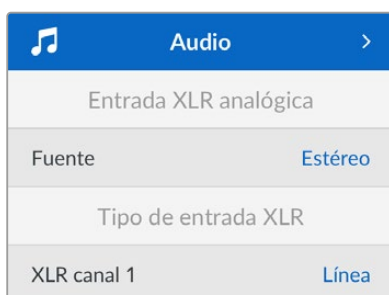 Audio
Entrada XLR analógica
Fuente Estéreo
Tipo de entrada XLR
XLR canal 1 Línea